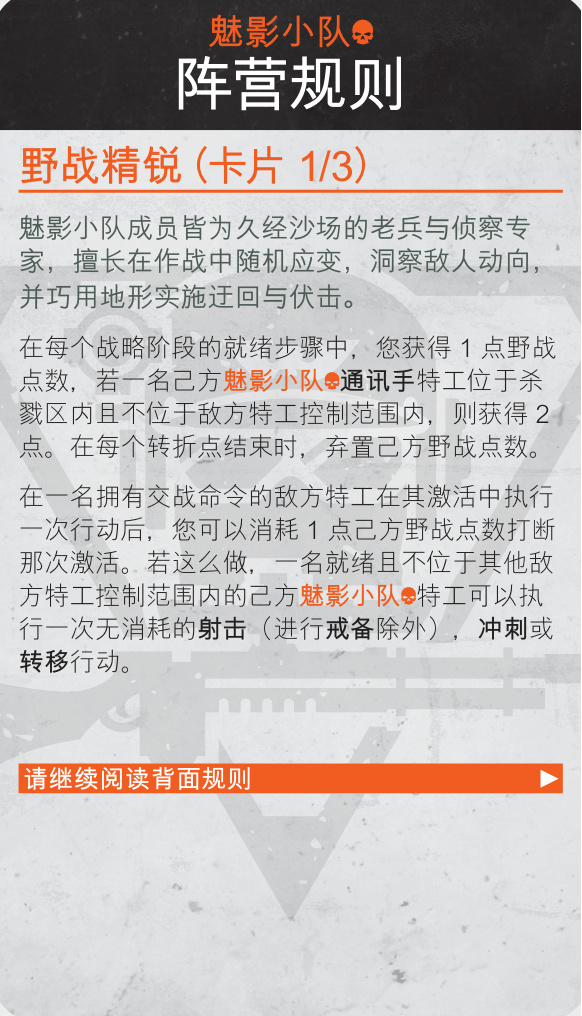 魅影小队
阵营规则
野战精锐 (卡片 1/3)
魅影小队成员皆为久经沙场的老兵与侦察专
家，擅长在作战中随机应变，洞察敌人动向，
并巧用地形实施迂回与伏击。
在每个战略阶段的就绪步骤中，您获得 1 点野战
点数，若一名己方魅影小队通讯手特工位于杀
戮区内且不位于敌方特工控制范围内，则获得 2
点。在每个转折点结束时，弃置己方野战点数。
在一名拥有交战命令的敌方特工在其激活中执行
一次行动后，您可以消耗 1 点己方野战点数打断
那次激活。若这么做，一名就绪且不位于其他敌
方特工控制范围内的己方魅影小队特工可以执
行一次无消耗的射击（进行戒备除外），冲刺或
转移行动。
请继续阅读背面规则